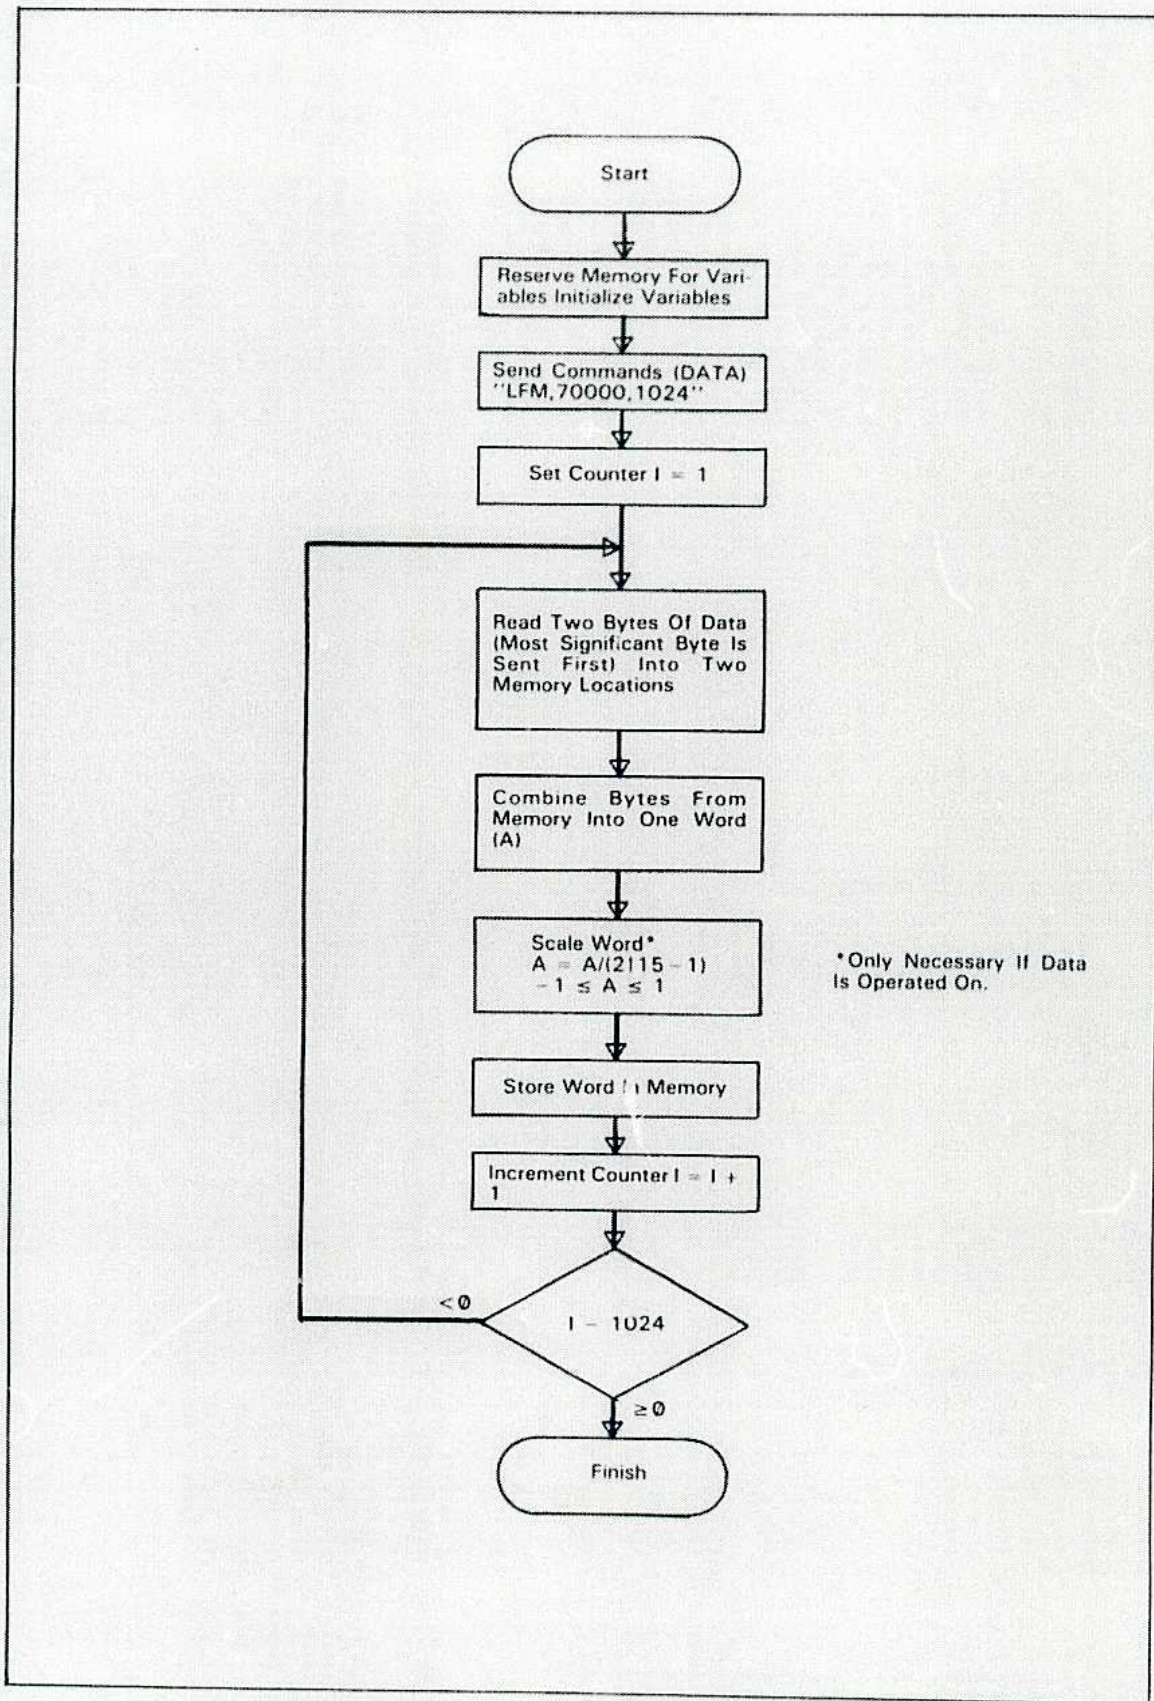 Start
Reserve Memory For Vari-
ables Initialize Variables
Send Commands (DATA)
"LFM,70000,1024"
Set Counter I = 1
Read Two Bytes Of Data
(Most Significant Byte Is
Sent First) Into Two
Memory Locations
Combine Bytes From
Memory Into One Word
(A)
Scale Word*
A = A/(2115-1)
-1 ≤ A ≤ 1
*Only Necessary If Data
Is Operated On.
Store Word In Memory
Increment Counter I = I +
1
<0
I - 1024
≥0
Finish